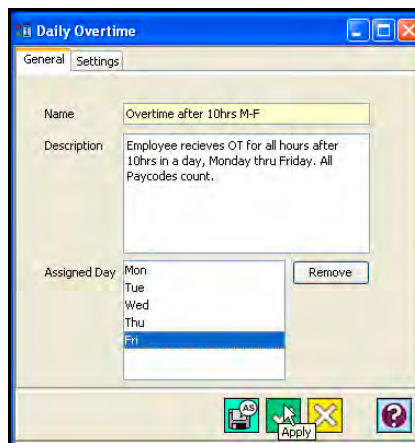 Daily Overtime
General Settings
Name Overtime after 10hrs M-F
Description Employee recieves OT for all hours after
10hrs in a day, Monday thru Friday. All
Paycodes count.
Assigned Day Mon Remove
Tue
Wed
Thu
Fri
AS
?
Apply